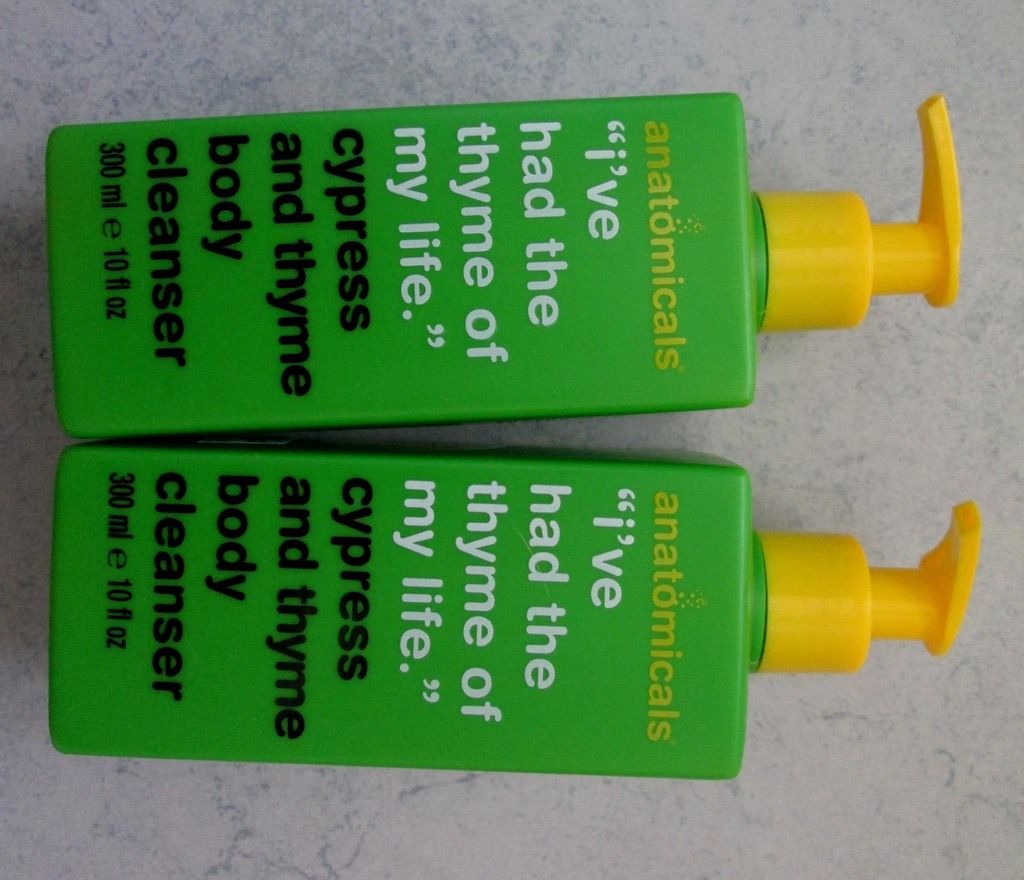 anatomicals
“i’ve
had the
thyme of
my life.”
cypress
and thyme
body
cleanser
300 ml e 10 fl oz
anatomicals
“i’ve
had the
thyme of
my life.”
cypress
and thyme
body
cleanser
300 ml e 10 fl oz